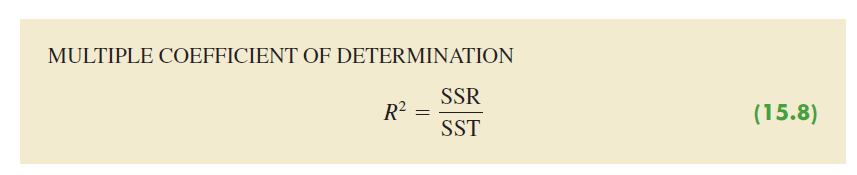 MULTIPLE COEFFICIENT OF DETERMINATION
R² = SSR / SST (15.8)